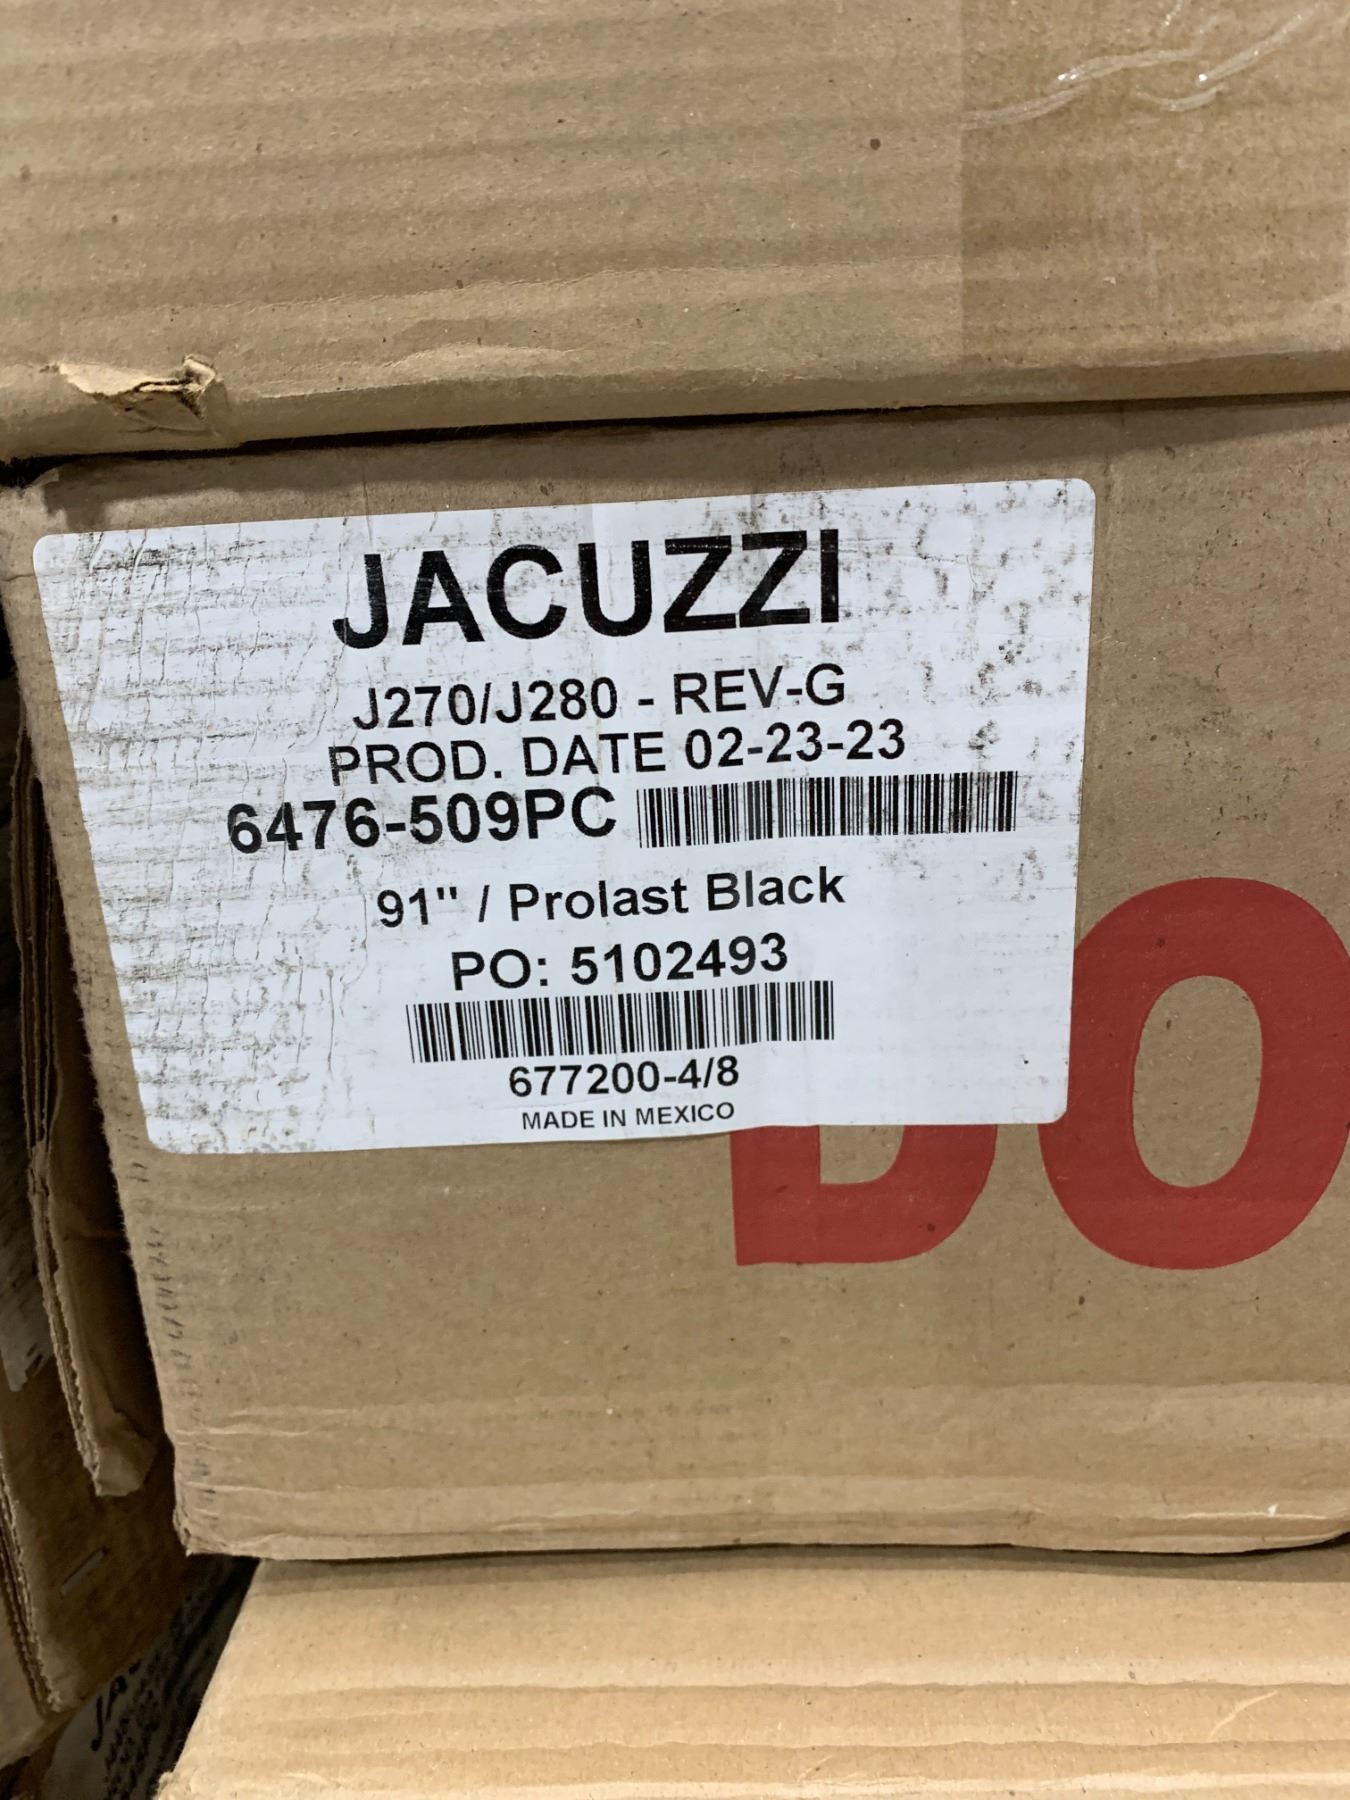 JACUZZI
J270/J280 - REV-G
PROD. DATE 02-23-23
6476-509PC
91" / Prolast Black
PO: 5102493
677200-4/8
MADE IN MEXICO
DO